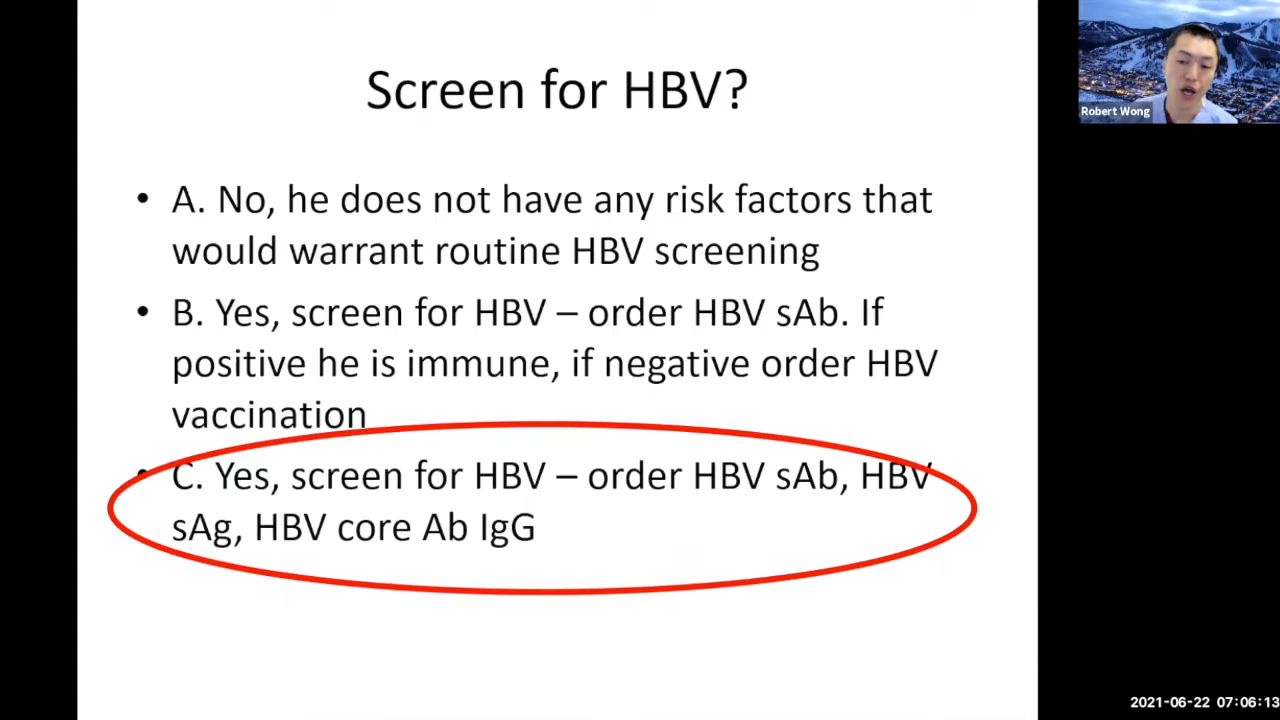 Screen for HBV?
• A. No, he does not have any risk factors that
would warrant routine HBV screening
• B. Yes, screen for HBV – order HBV sAb. If
positive he is immune, if negative order HBV
vaccination
• C. Yes, screen for HBV – order HBV sAb, HBV
sAg, HBV core Ab IgG
Robert Wong
2021-06-22 07:06:13